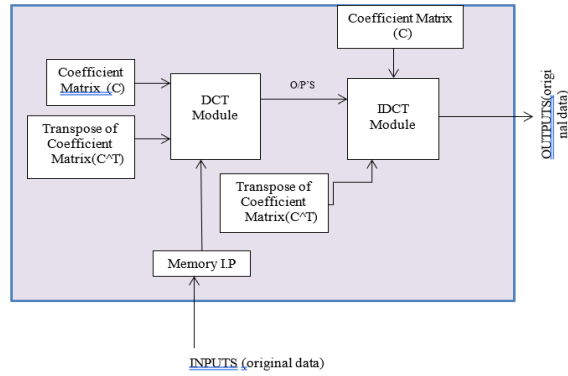 Coefficient Matrix
(C)
Coefficient
Matrix (C)
DCT
Module
O/P'S
IDCT
Module
OUTPUTS(origi
nal data)
Transpose of
Coefficient
Matrix(C^T)
Transpose of
Coefficient
Matrix(C^T)
Memory I.P
INPUTS (original data)